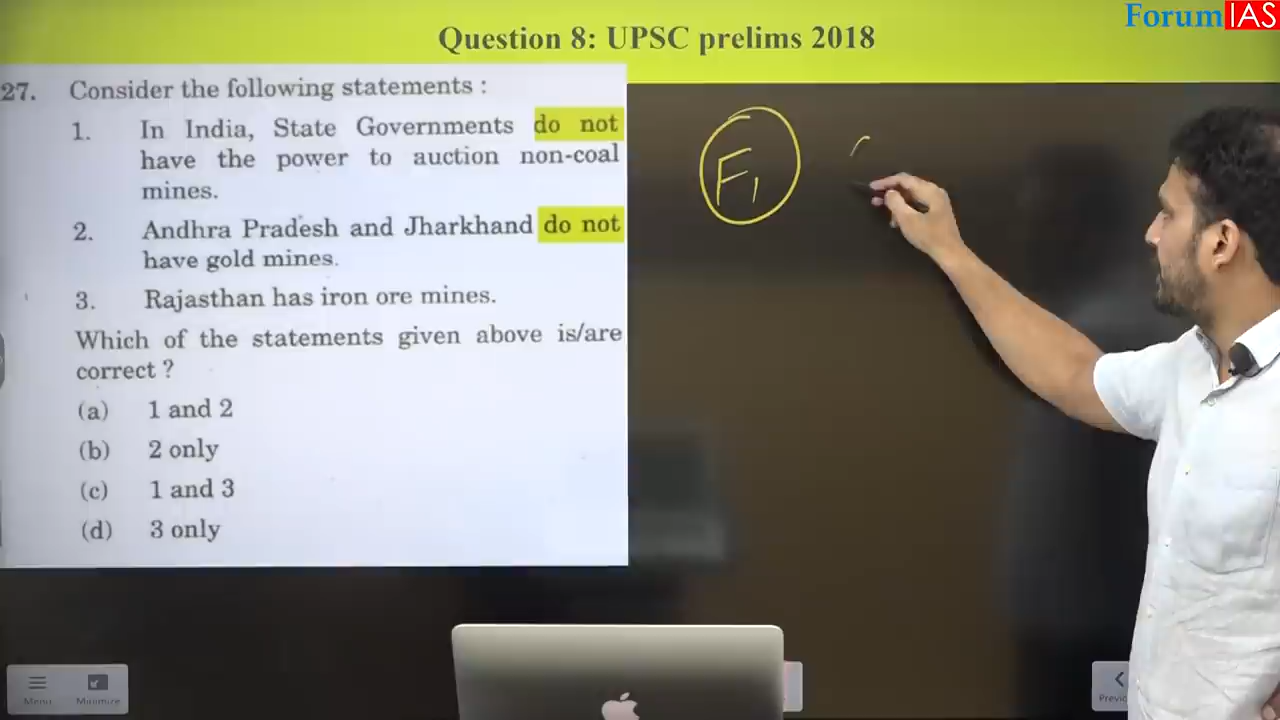 ForumIAS
Question 8: UPSC prelims 2018
27. Consider the following statements :
1. In India, State Governments do not
have the power to auction non-coal
mines.
2. Andhra Pradesh and Jharkhand do not
have gold mines.
3. Rajasthan has iron ore mines.
Which of the statements given above is/are
correct ?
(a) 1 and 2
(b) 2 only
(c) 1 and 3
(d) 3 only
F1
Menu
Minimize
Previo